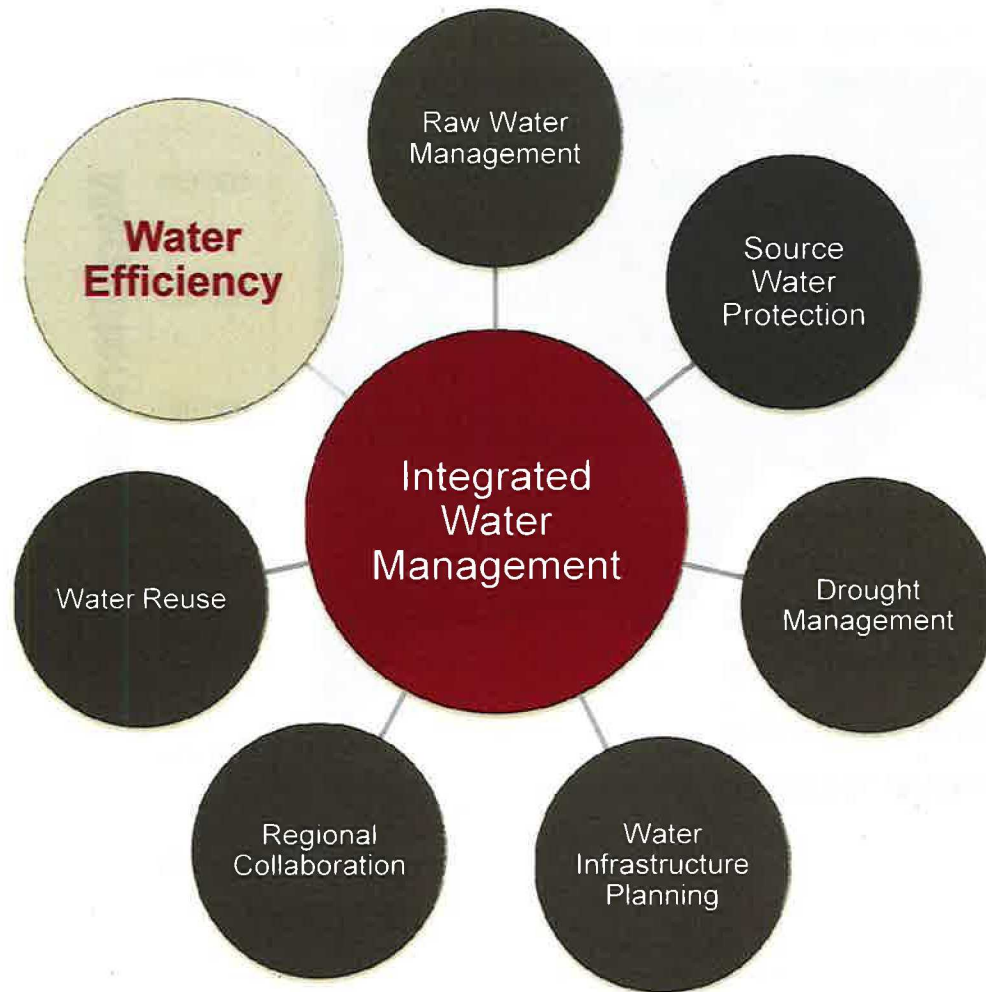 Raw Water
Management
Water
Efficiency
Source
Water
Protection
Integrated
Water
Management
Water Reuse
Drought
Management
Regional
Collaboration
Water
Infrastructure
Planning